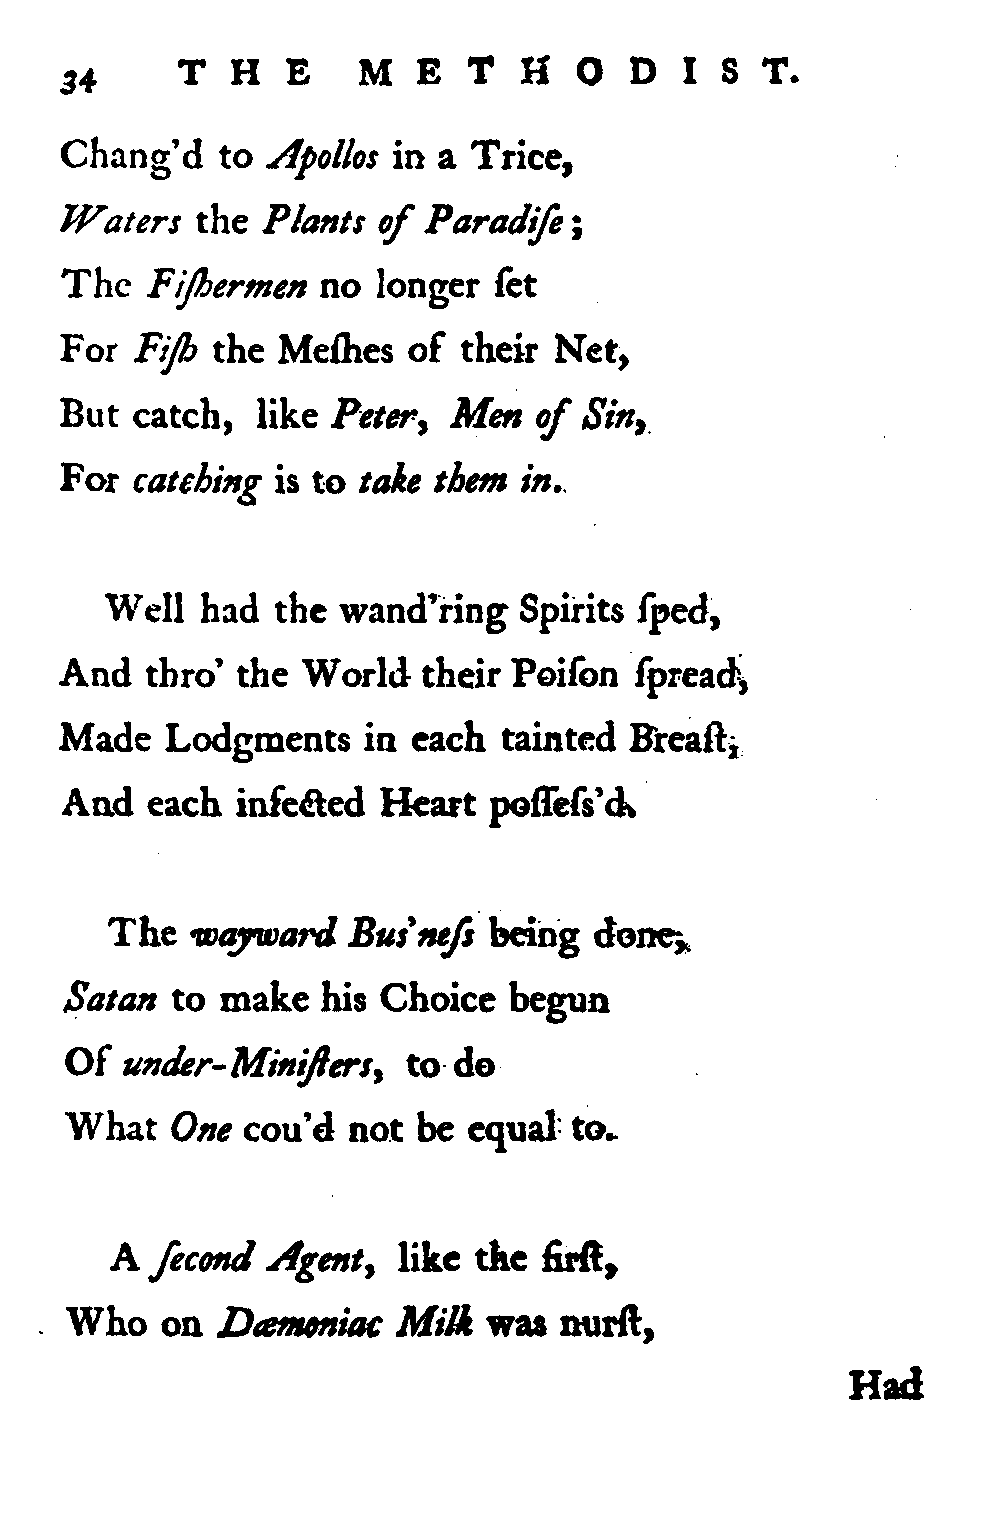 34 THE METHODIST.
Chang'd to Apollos in a Trice,
Waters the Plants of Paradiſe;
The Fiſhermen no longer ſet
For Fiſh the Meſhes of their Net,
But catch, like Peter, Men of Sin,
For catching is to take them in.
Well had the wand'ring Spirits ſped,
And thro' the World their Poiſon ſpread,
Made Lodgments in each tainted Breaſt,
And each infected Heart poſſeſs'd.
The wayward Buſ'neſs being done,
Satan to make his Choice begun
Of under-Miniſters, to do
What One cou'd not be equal to.
A ſecond Agent, like the firſt,
Who on Dæmoniac Milk was nurſt,
Had